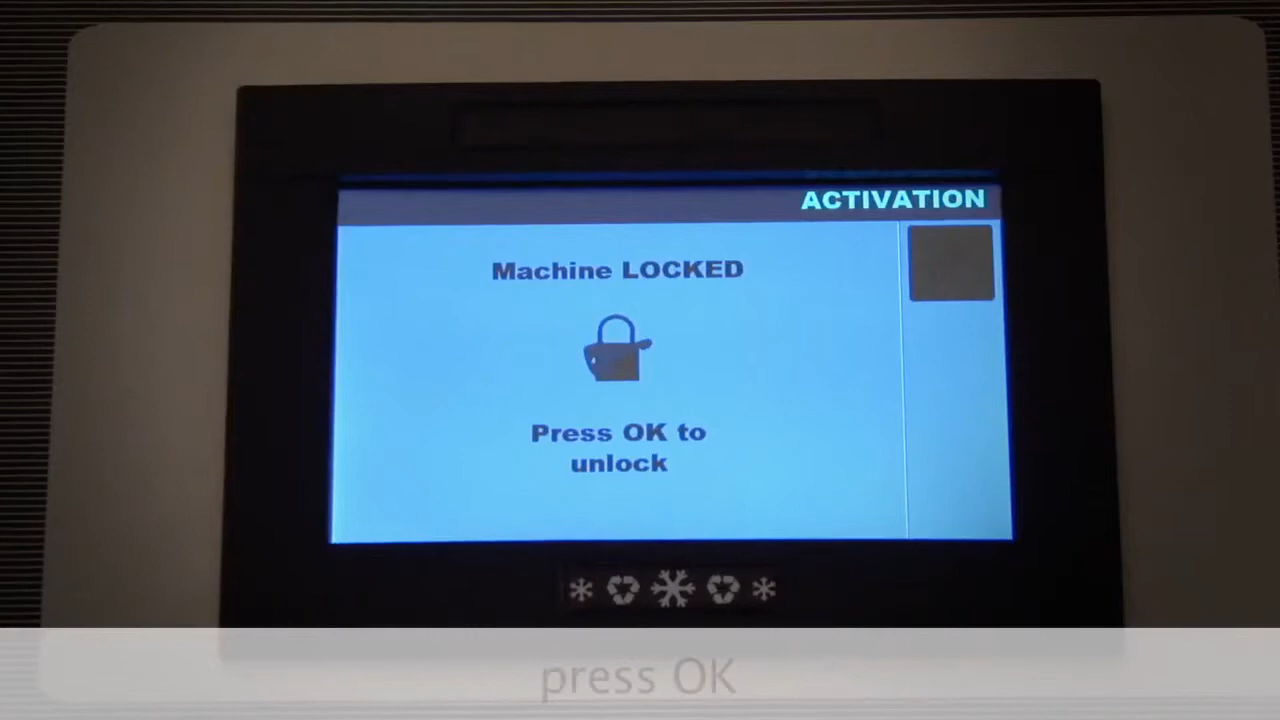 ACTIVATION
Machine LOCKED
Press OK to
unlock
press OK